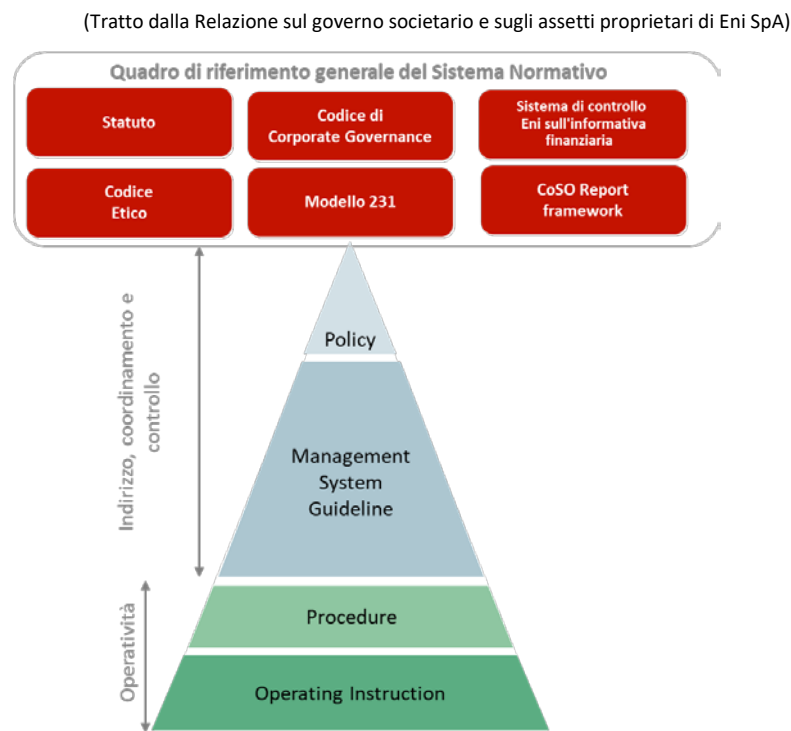 (Tratto dalla Relazione sul governo societario e sugli assetti proprietari di Eni SpA)
Quadro di riferimento generale del Sistema Normativo
Statuto
Codice di
Corporate Governance
Sistema di controllo
Eni sull'informativa
finanziaria
Codice
Etico
Modello 231
CoSO Report
framework
Indirizzo, coordinamento e
controllo
Policy
Management
System
Guideline
Operatività
Procedure
Operating Instruction